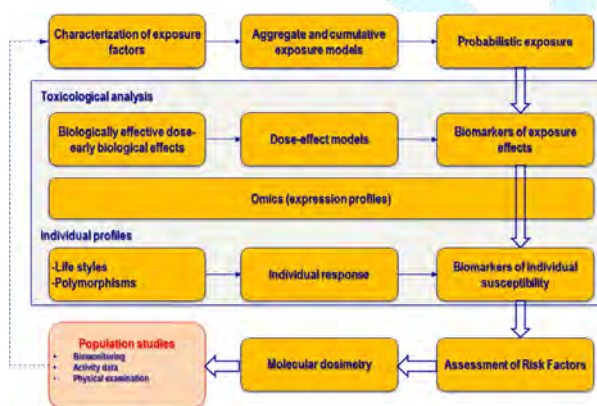 Characterization of exposure
factors
Aggregate and cumulative
exposure models
Probabilistic exposure
Toxicological analysis
Biologically effective dose-
early biological effects
Dose-effect models
Biomarkers of exposure
effects
Omics (expression profiles)
Individual profiles
-Life styles
-Polymorphisms
Individual response
Biomarkers of individual
susceptibility
Population studies
• Biomonitoring
• Activity data
• Physical examination
Molecular dosimetry
Assessment of Risk Factors